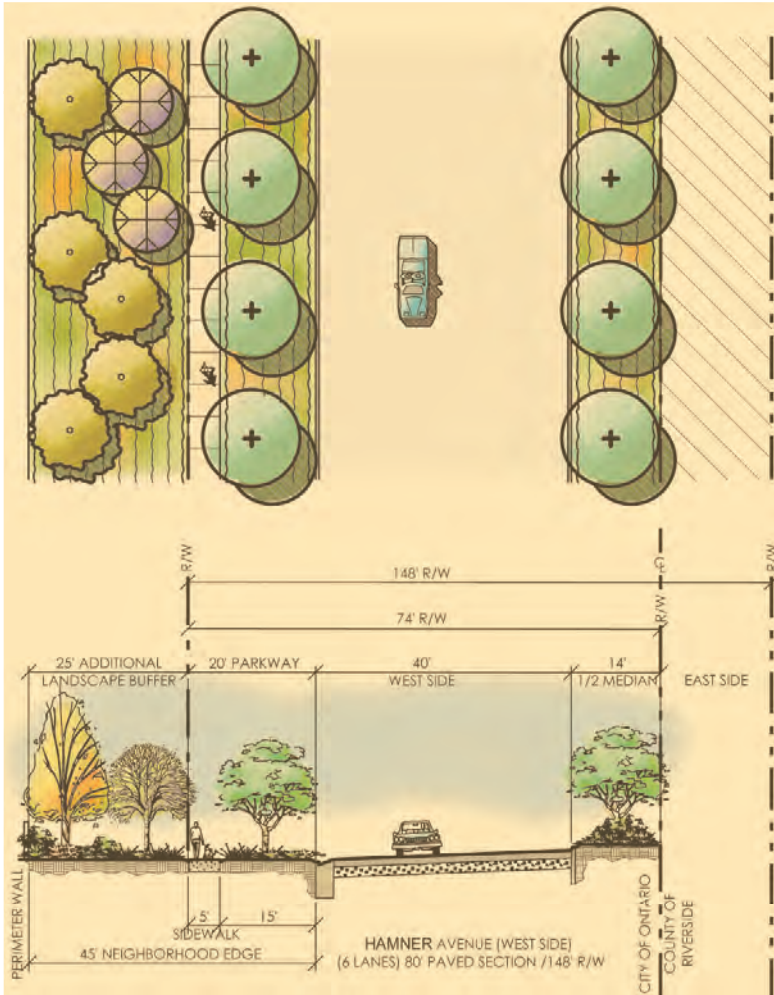 R/W
148' R/W
CL
R/W
74' R/W
R/W
25' ADDITIONAL
LANDSCAPE BUFFER
20' PARKWAY
40'
WEST SIDE
14'
1/2 MEDIAN
EAST SIDE
PERIMETER WALL
5'
15'
SIDEWALK
45' NEIGHBORHOOD EDGE
HAMNER AVENUE (WEST SIDE)
(6 LANES) 80' PAVED SECTION /148' R/W
CITY OF ONTARIO
COUNTY OF
RIVERSIDE